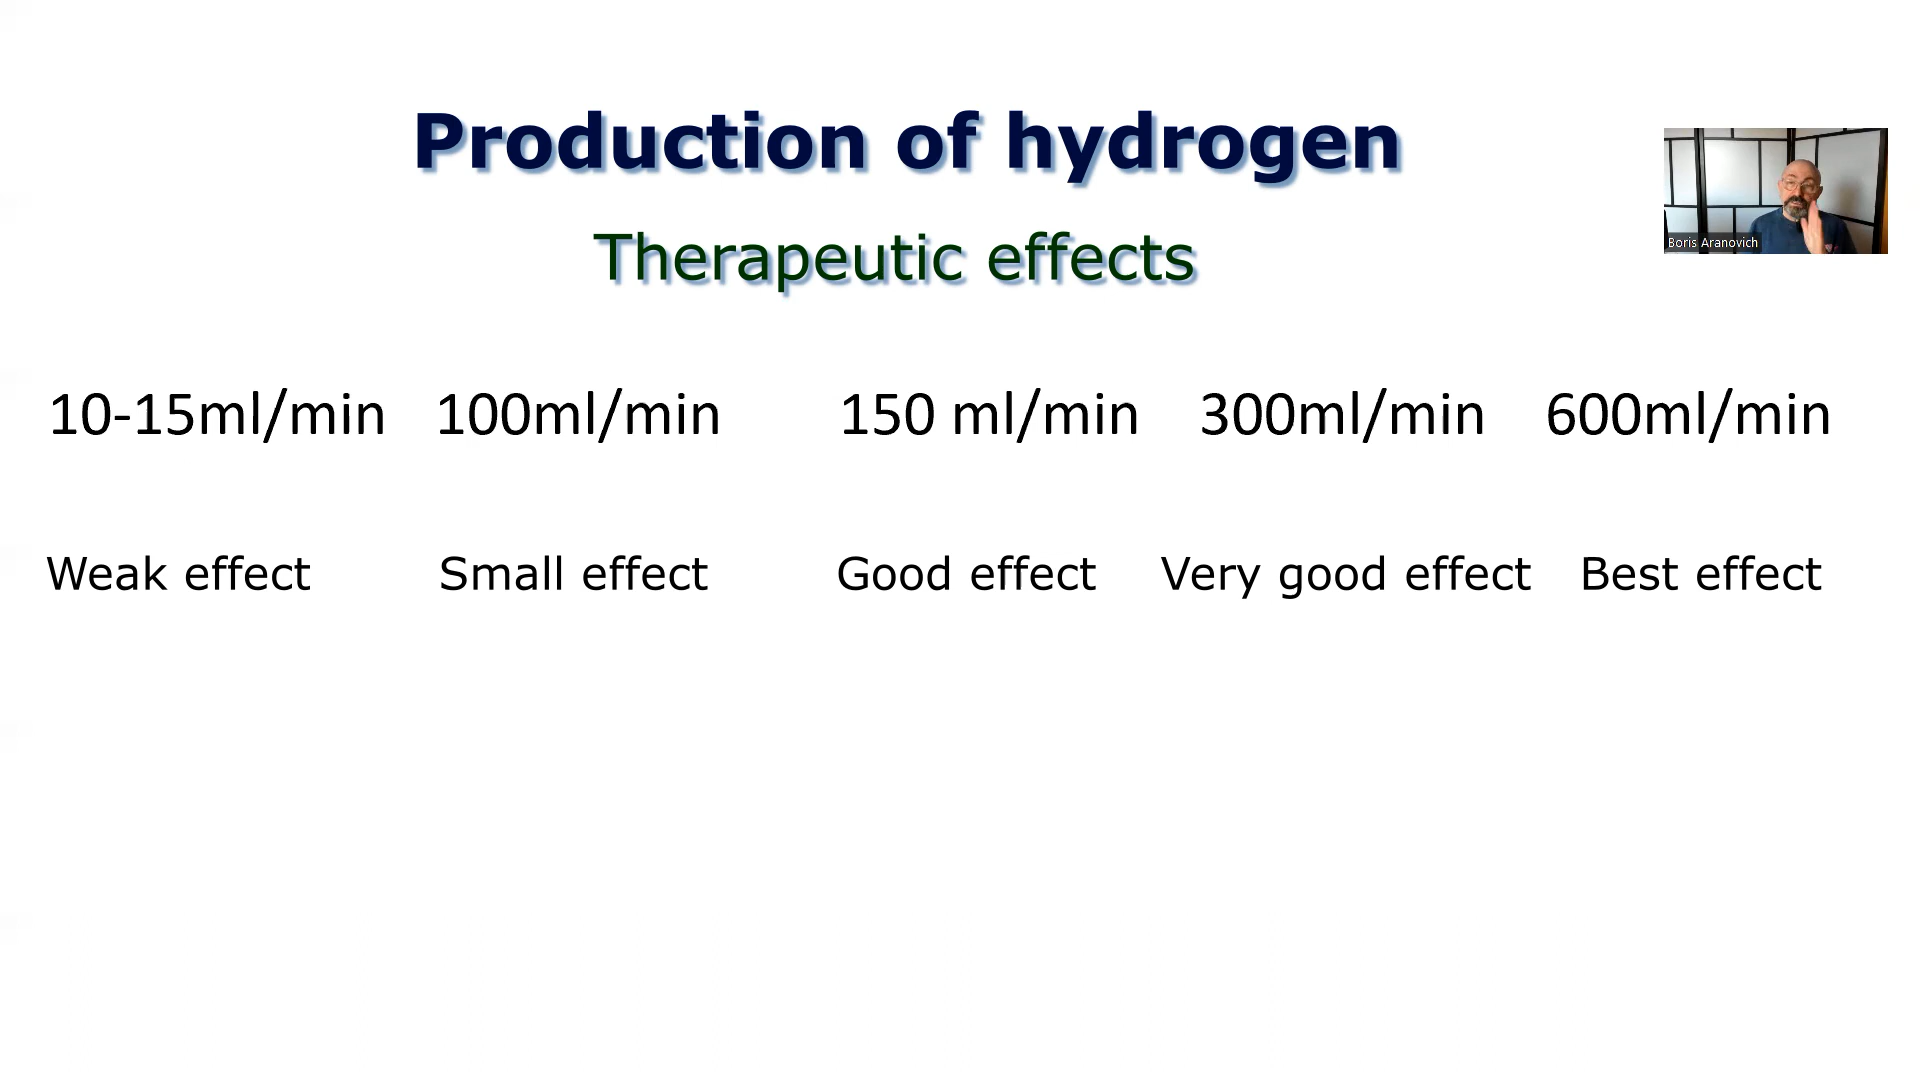 Production of hydrogen
Therapeutic effects
Boris Aranovich
10-15ml/min 100ml/min 150 ml/min 300ml/min 600ml/min
Weak effect Small effect Good effect Very good effect Best effect